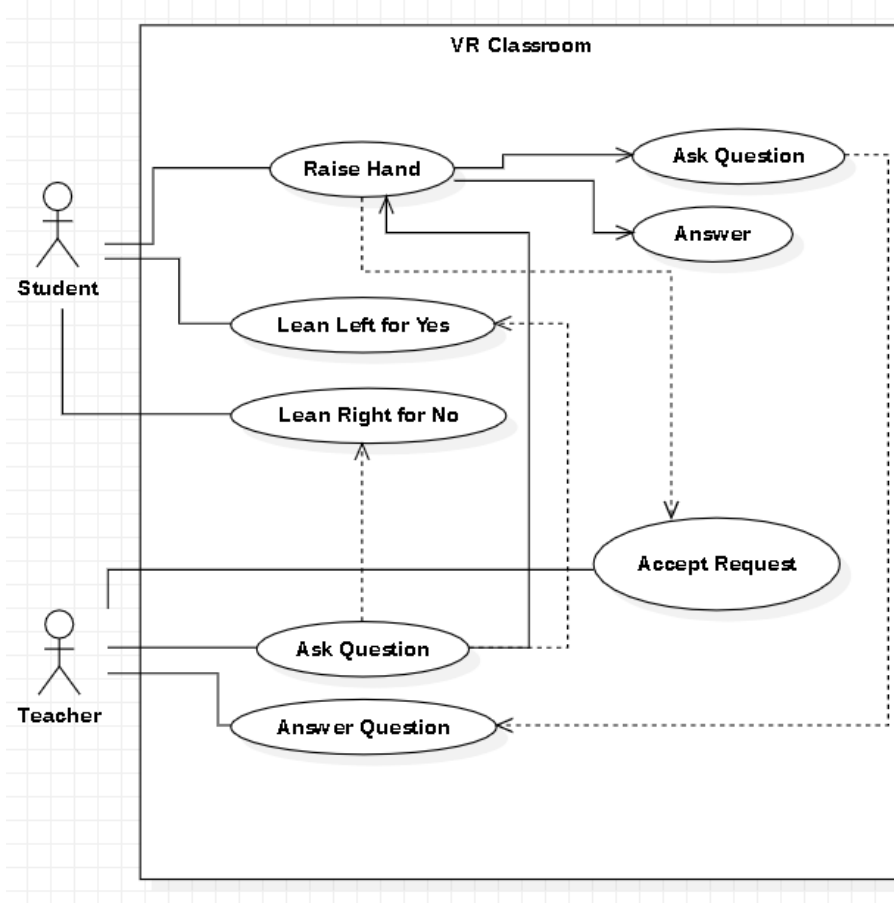 VR Classroom
Raise Hand
Ask Question
Answer
Student
Lean Left for Yes
Lean Right for No
Accept Request
Ask Question
Teacher
Answer Question